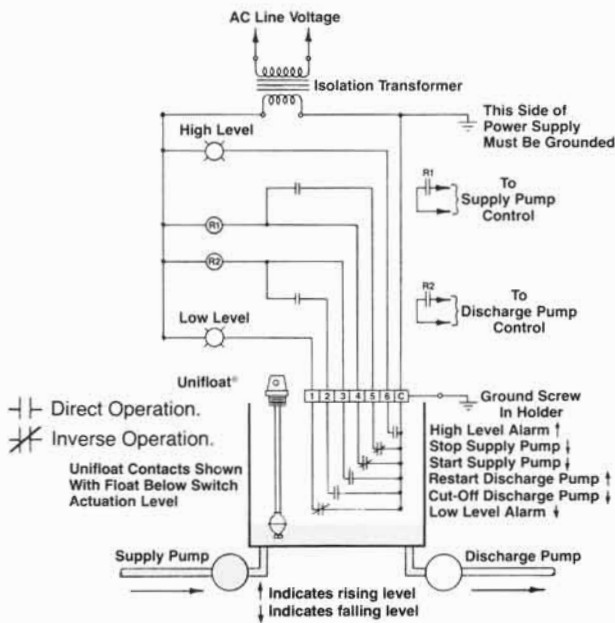 AC Line Voltage
Isolation Transformer
This Side of
Power Supply
Must Be Grounded
High Level
R1
To
Supply Pump
Control
R1
R2
R2
To
Discharge Pump
Control
Low Level
Unifloat®
1 2 3 4 5 6 C
Ground Screw
In Holder
Direct Operation.
Inverse Operation.
High Level Alarm ↑
Stop Supply Pump ↓
Start Supply Pump ↓
Restart Discharge Pump ↑
Cut-Off Discharge Pump ↓
Low Level Alarm ↓
Unifloat Contacts Shown
With Float Below Switch
Actuation Level
Supply Pump
Discharge Pump
↑ Indicates rising level
↓ Indicates falling level